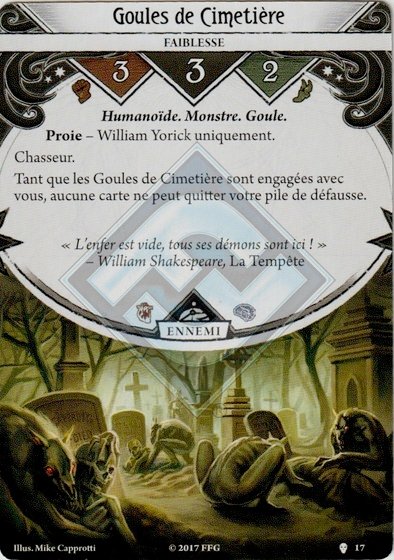 Goules de Cimetière
FAIBLESSE
3 3 2
Humanoïde. Monstre. Goule.
Proie – William Yorick uniquement.
Chasseur.
Tant que les Goules de Cimetière sont engagées avec
vous, aucune carte ne peut quitter votre pile de défausse.
« L'enfer est vide, tous ses démons sont ici ! »
– William Shakespeare, La Tempête
ENNEMI
Illus. Mike Capprotti © 2017 FFG 17